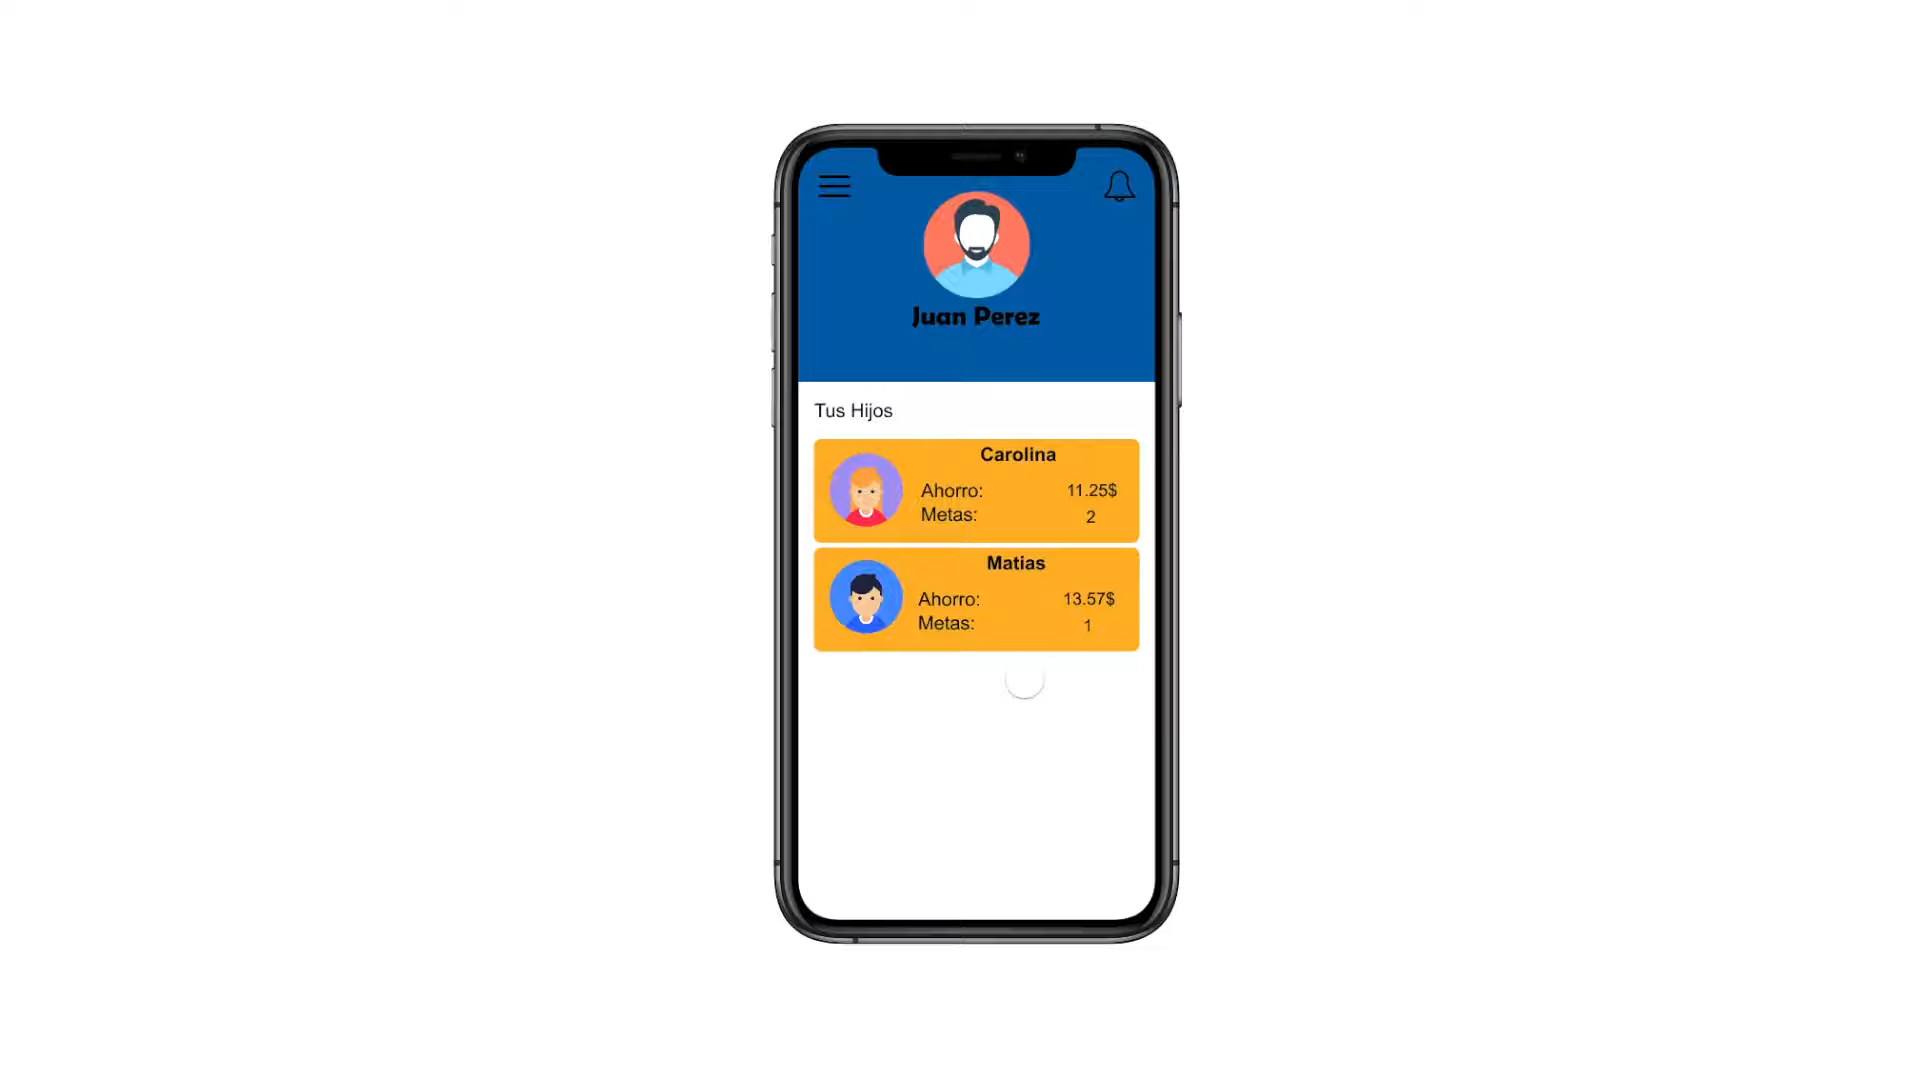 Juan Perez
Tus Hijos
Carolina
Ahorro: 11.25$
Metas: 2
Matias
Ahorro: 13.57$
Metas: 1